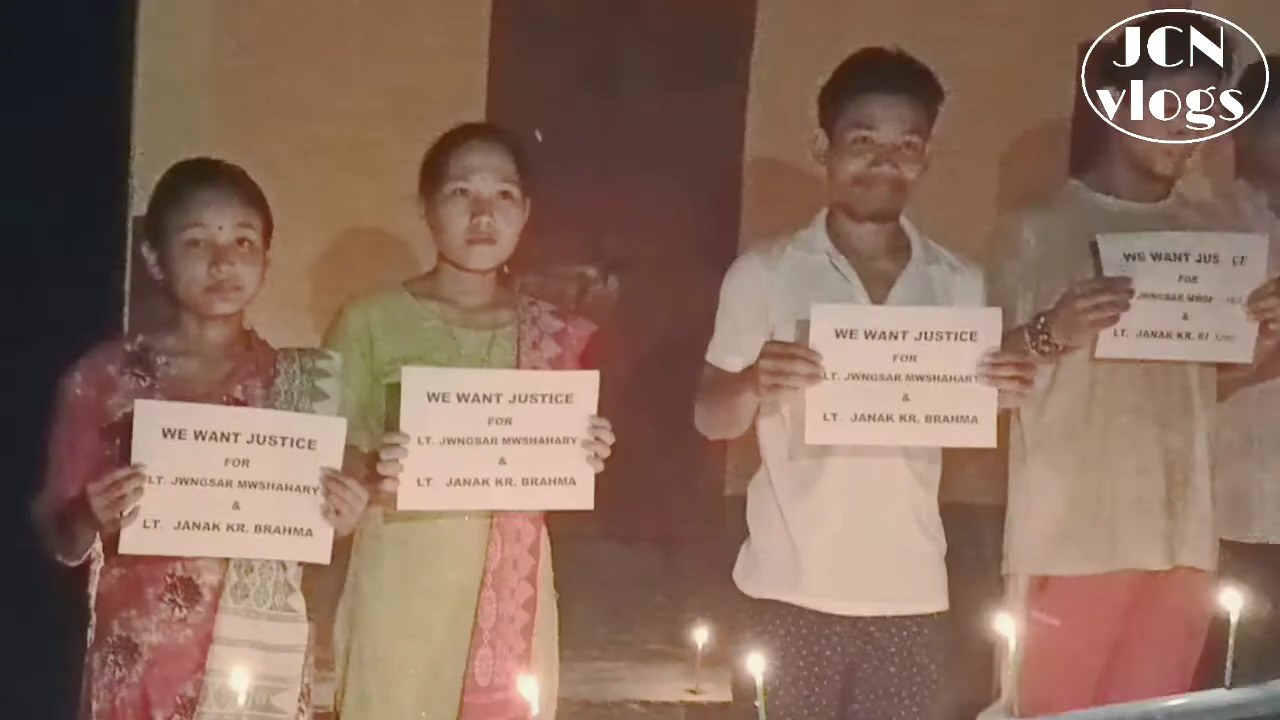 JCN
vlogs
WE WANT JUSTICE
FOR
LT. JWNGSAR MWSHAHARY
&
LT. JANAK KR. BRAHMA
WE WANT JUSTICE
FOR
LT. JWNGSAR MWSHAHARY
&
LT. JANAK KR. BRAHMA
WE WANT JUSTICE
FOR
LT. JWNGSAR MWSHAHARY
&
LT. JANAK KR. BRAHMA
WE WANT
FOR
JWNGSAR
&
LT. JANAK KR.